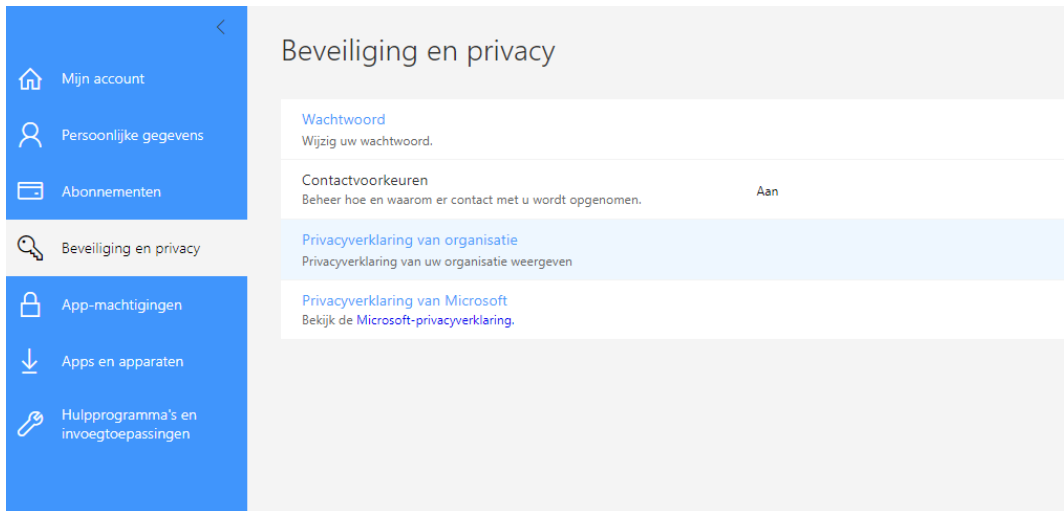 Beveiliging en privacy
Mijn account
Persoonlijke gegevens
Abonnementen
Beveiliging en privacy
App-machtigingen
Apps en apparaten
Hulpprogramma's en
invoegtoepassingen
Wachtwoord
Wijzig uw wachtwoord.
Contactvoorkeuren
Beheer hoe en waarom er contact met u wordt opgenomen.
Aan
Privacyverklaring van organisatie
Privacyverklaring van uw organisatie weergeven
Privacyverklaring van Microsoft
Bekijk de Microsoft-privacyverklaring.